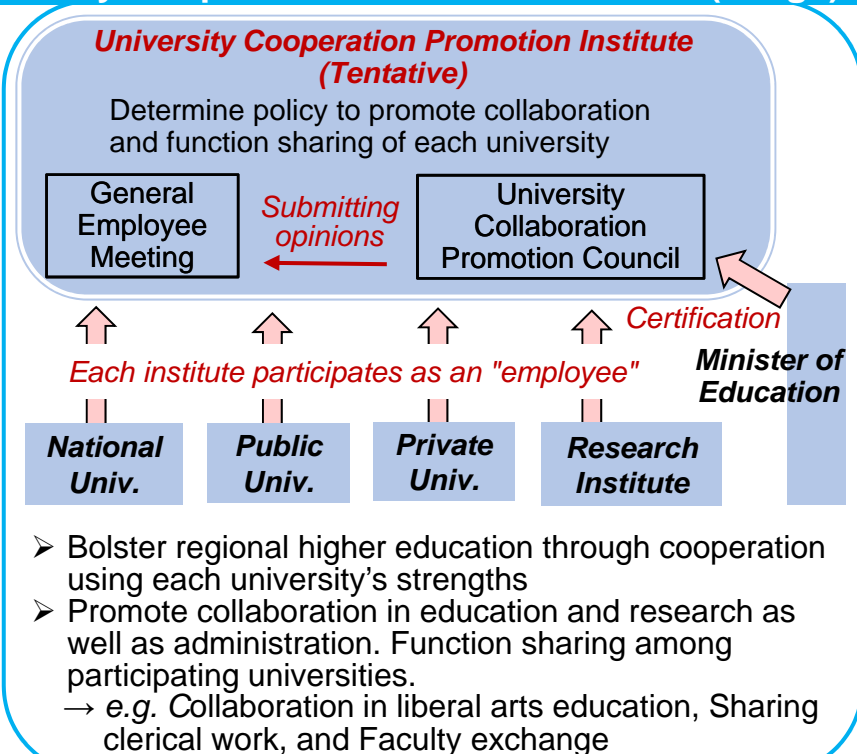 University Cooperation Promotion Institute
(Tentative)
Determine policy to promote collaboration
and function sharing of each university
General
Employee
Meeting
Submitting
opinions
University
Collaboration
Promotion Council
Certification
Each institute participates as an "employee"
Minister of
Education
National
Univ.
Public
Univ.
Private
Univ.
Research
Institute
➢ Bolster regional higher education through cooperation
using each university’s strengths
➢ Promote collaboration in education and research as
well as administration. Function sharing among
participating universities.
→ e.g. Collaboration in liberal arts education, Sharing
clerical work, and Faculty exchange